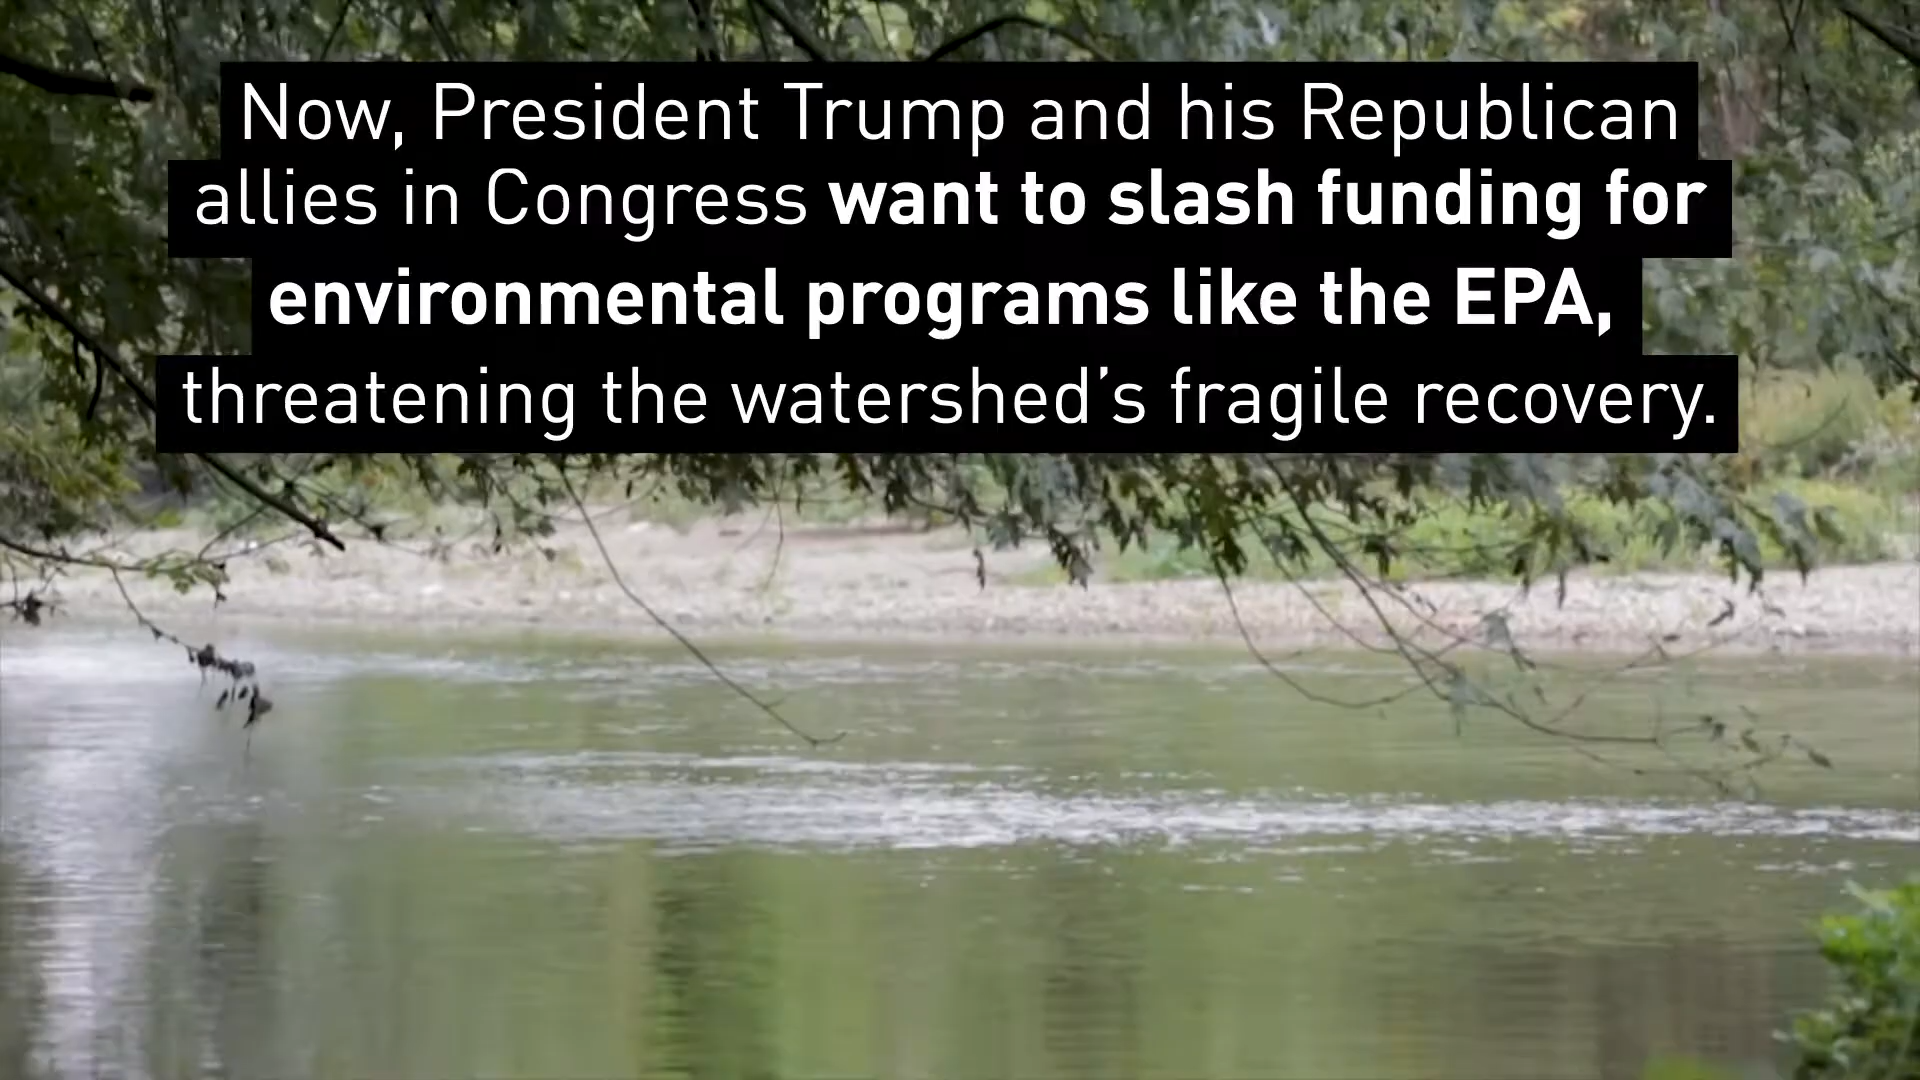 Now, President Trump and his Republican
allies in Congress want to slash funding for
environmental programs like the EPA,
threatening the watershed’s fragile recovery.